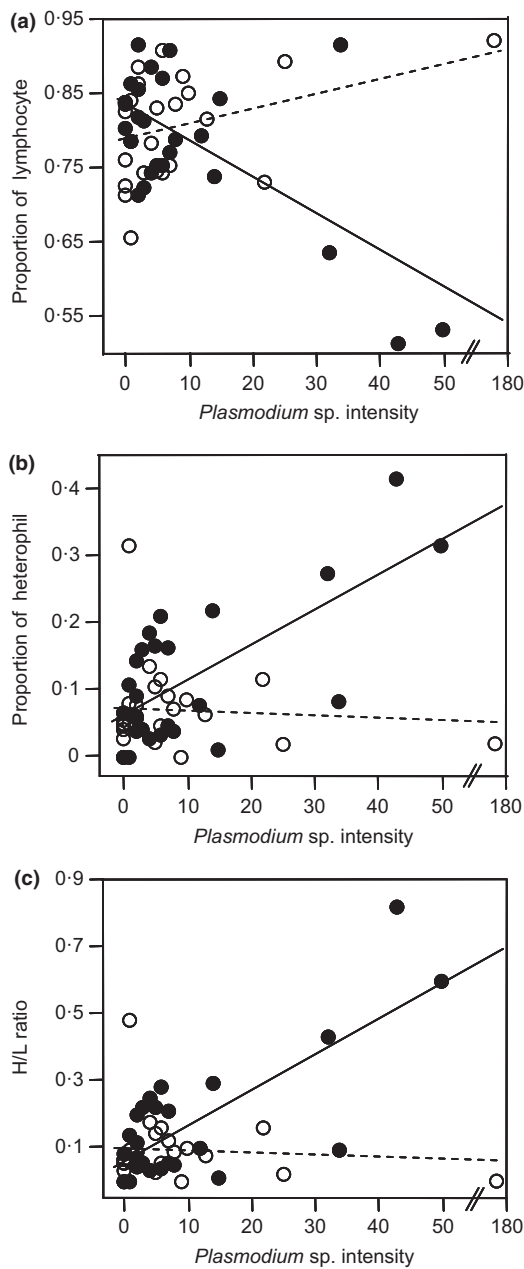 (a)
0·95
0·85
0·75
0·65
0·55
Proportion of lymphocyte
0 10 20 30 40 50 180
Plasmodium sp. intensity
(b)
0·4
0·3
0·2
0·1
0
Proportion of heterophil
0 10 20 30 40 50 180
Plasmodium sp. intensity
(c)
0·9
0·7
0·5
0·3
0·1
H/L ratio
0 10 20 30 40 50 180
Plasmodium sp. intensity